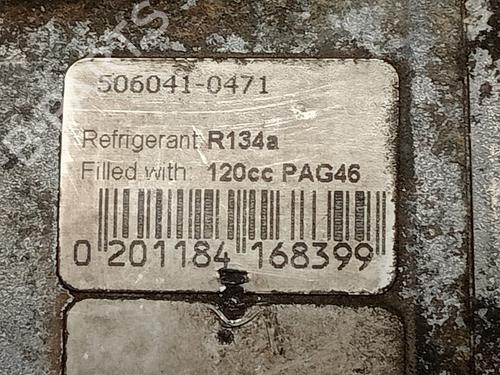 506041-0471
Refrigerant R134a
Filled with: 120cc PAG46
0 201184 168399